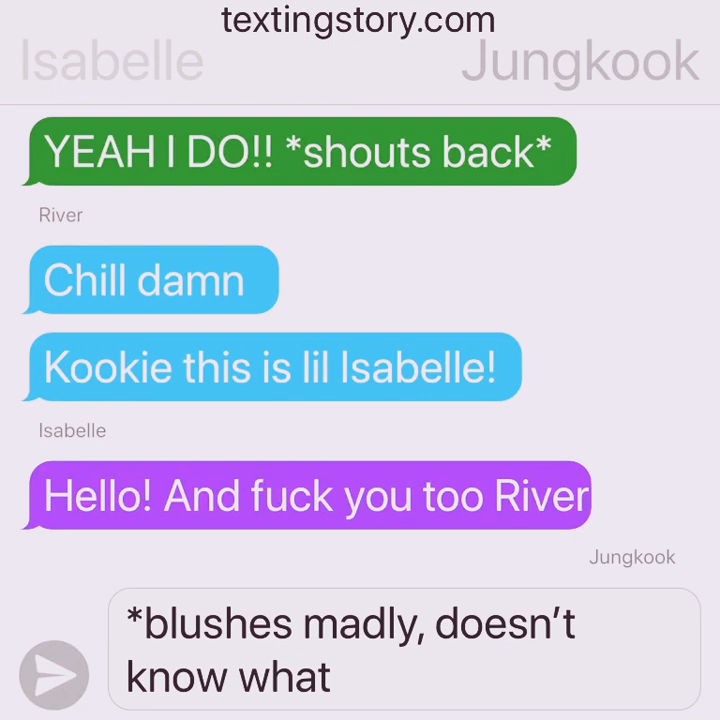 textingstory.com
Isabelle
Jungkook
YEAH I DO!! *shouts back*
River
Chill damn
Kookie this is lil Isabelle!
Isabelle
Hello! And fuck you too River
Jungkook
*blushes madly, doesn’t
know what